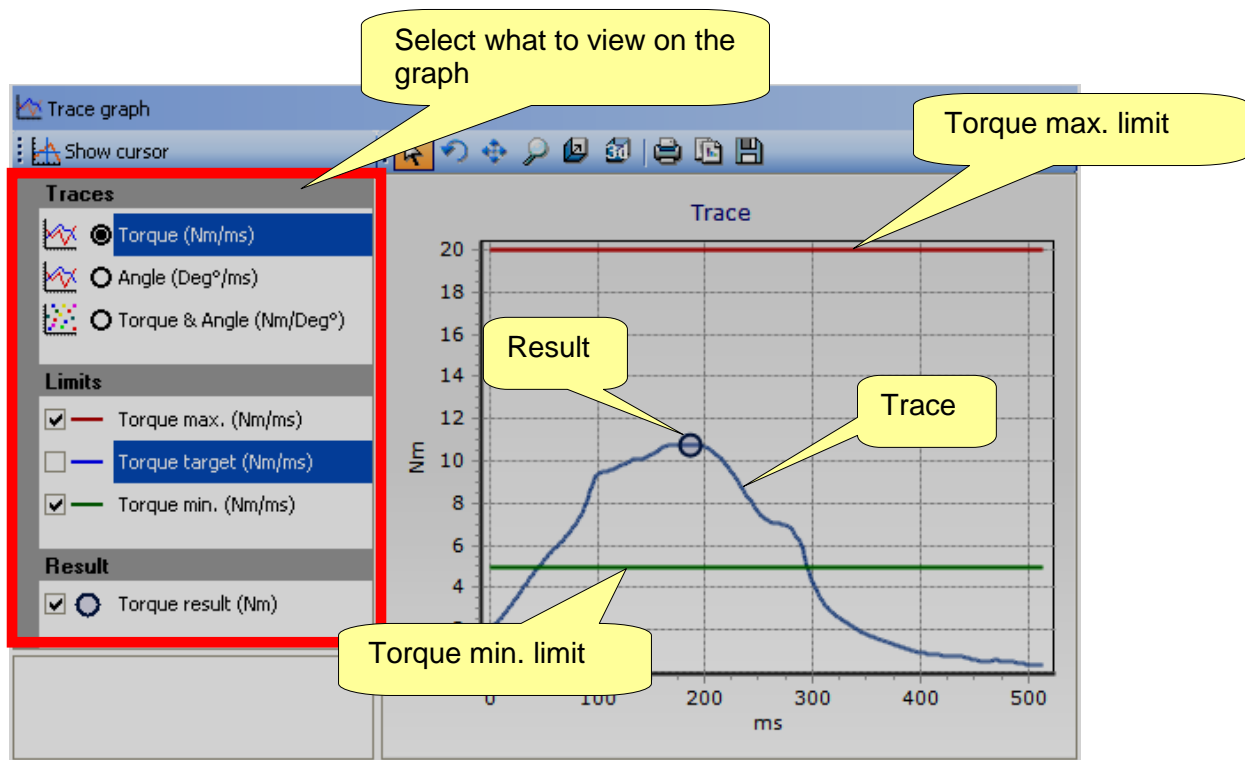 Select what to view on the
graph
Trace graph
Torque max. limit
Show cursor
3d
Traces
Torque (Nm/ms)
Angle (Deg°/ms)
Torque & Angle (Nm/Deg°)
Limits
Torque max. (Nm/ms)
Torque target (Nm/ms)
Torque min. (Nm/ms)
Result
Torque result (Nm)
Trace
20
18
16
14
12
10
8
6
4
Nm
Result
Trace
Torque min. limit
0 100 200 300 400 500
ms